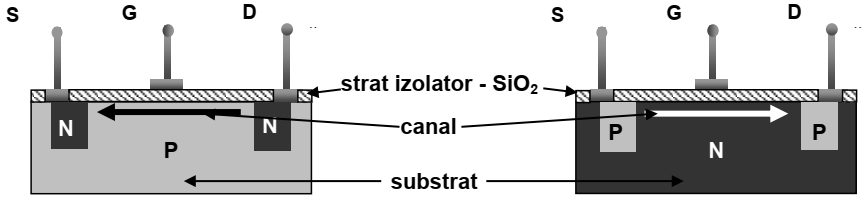 S G D S G D
strat izolator - SiO₂
canal
N N P P
P N
substrat